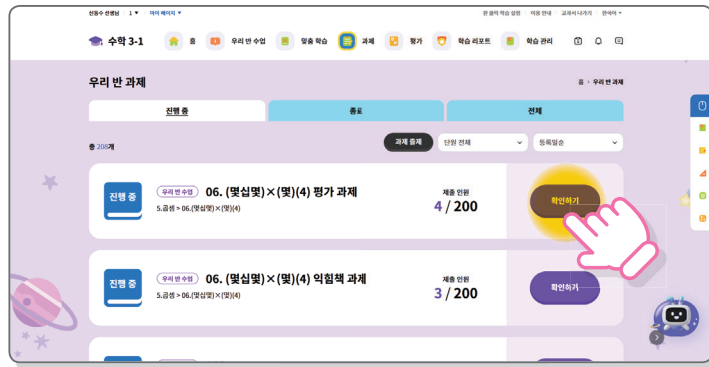 신동수 선생님 1 ▼ 마이 페이지 ▼ 한 클릭 학습 설정 이용 안내 교과서 나가기 한국어
수학 3-1 홈 우리 반 수업 맞춤 학습 과제 평가 학습 리포트 학습 관리
우리 반 과제 홈 > 우리 반 과제
진행 중 종료 전체
총 208개 과제 출제 단원 전체 등록일순
진행 중 우리 반 수업 06. (몇십몇)×(몇)(4) 평가 과제 제출 인원 확인하기
5.곱셈 > 06.(몇십몇)×(몇)(4) 4 / 200
진행 중 우리 반 수업 06. (몇십몇)×(몇)(4) 익힘책 과제 제출 인원 확인하기
5.곱셈 > 06.(몇십몇)×(몇)(4) 3 / 200